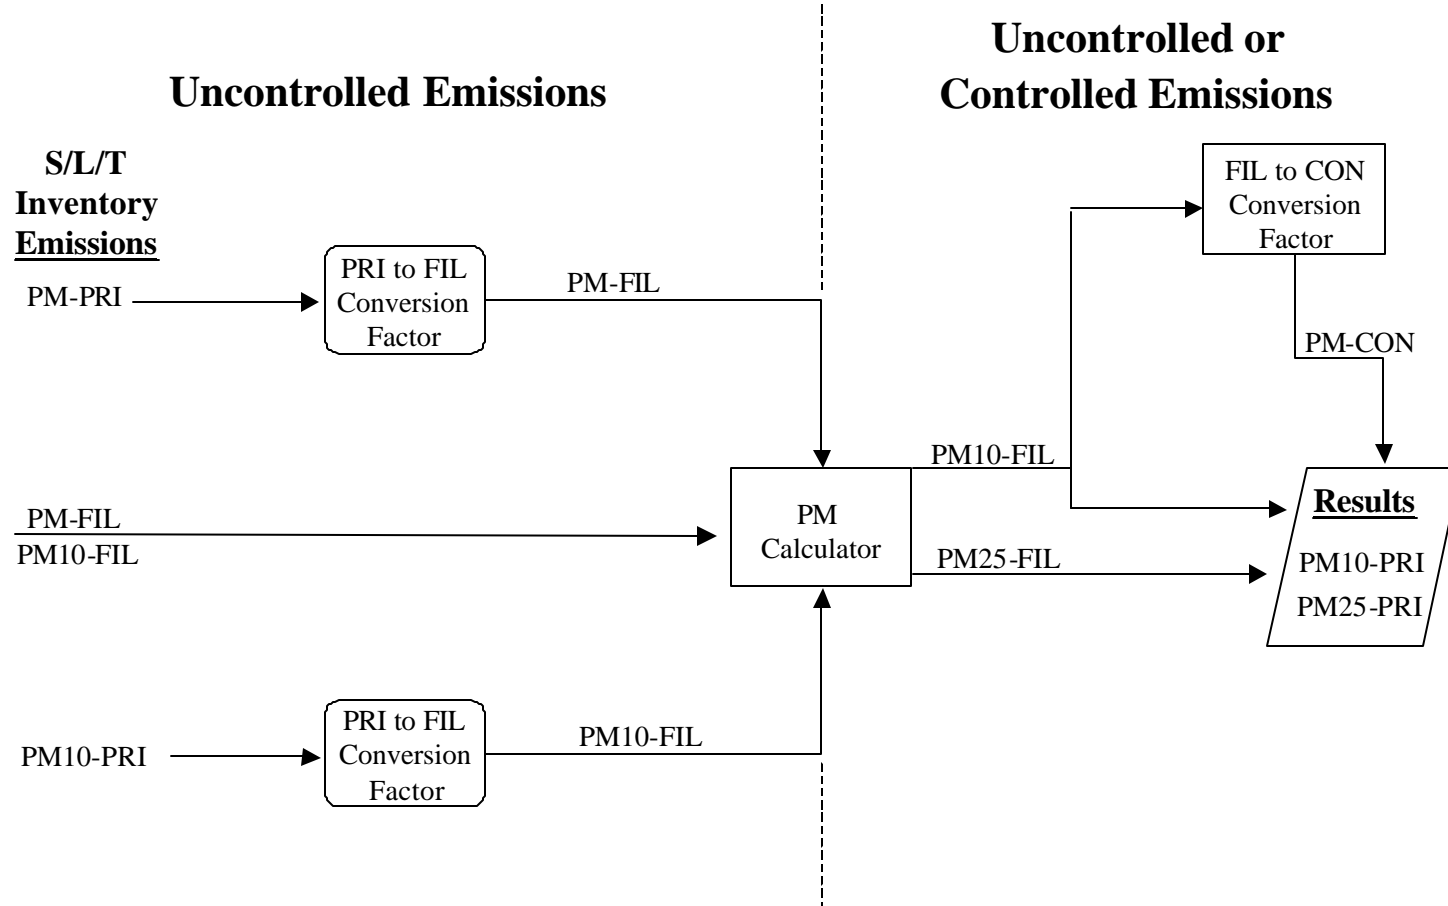 Uncontrolled Emissions
Uncontrolled or
Controlled Emissions
S/L/T
Inventory
Emissions
PM-PRI
PRI to FIL
Conversion
Factor
PM-FIL
FIL to CON
Conversion
Factor
PM-CON
PM-FIL
PM10-FIL
PM
Calculator
PM10-FIL
PM25-FIL
Results
PM10-PRI
PM25-PRI
PM10-PRI
PRI to FIL
Conversion
Factor
PM10-FIL